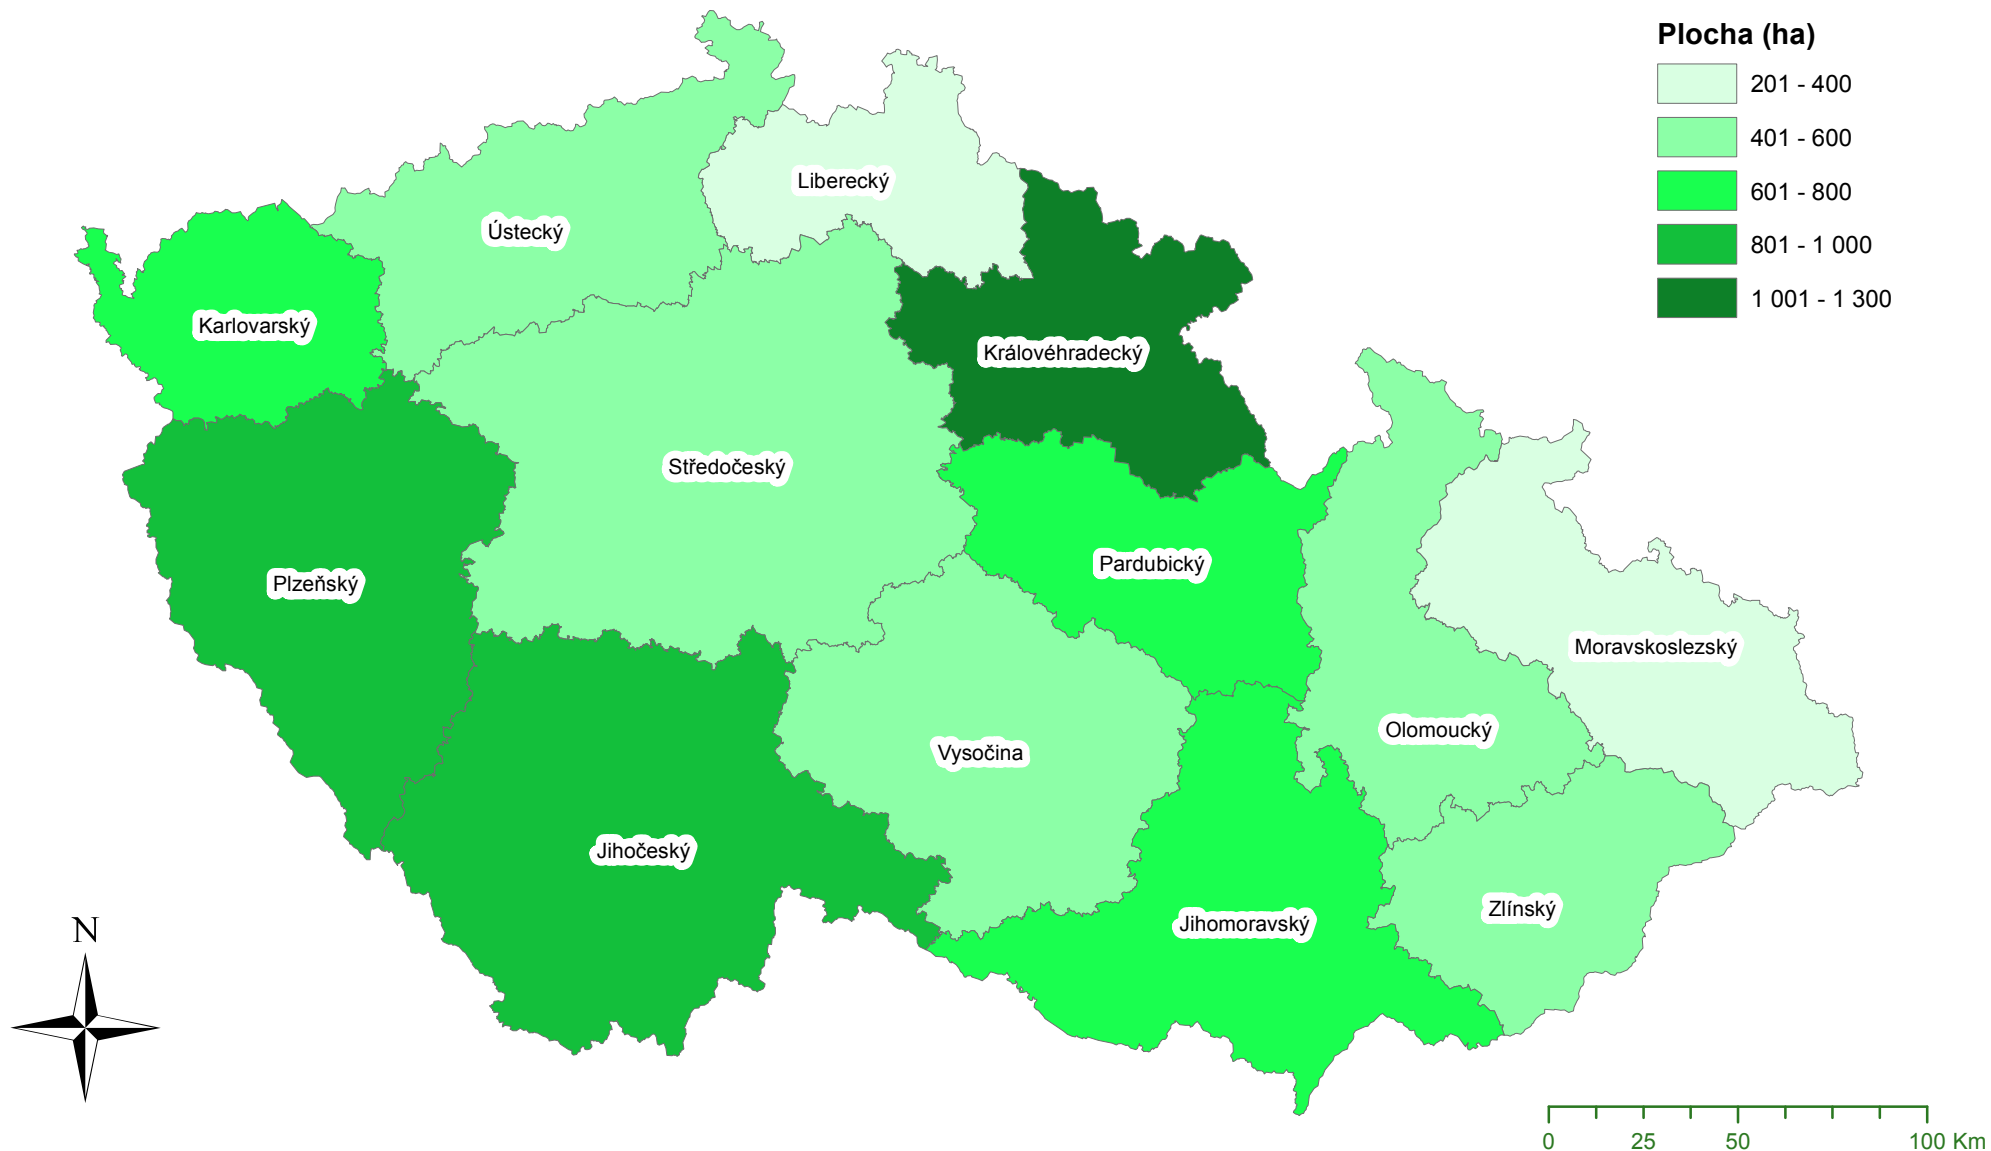 Plocha (ha)
201 - 400
401 - 600
601 - 800
801 - 1 000
1 001 - 1 300
Liberecký
Ústecký
Karlovarský
Královéhradecký
Středočeský
Pardubický
Plzeňský
Moravskoslezský
Olomoucký
Vysočina
Jihočeský
Zlínský
Jihomoravský
N
0 25 50 100 Km